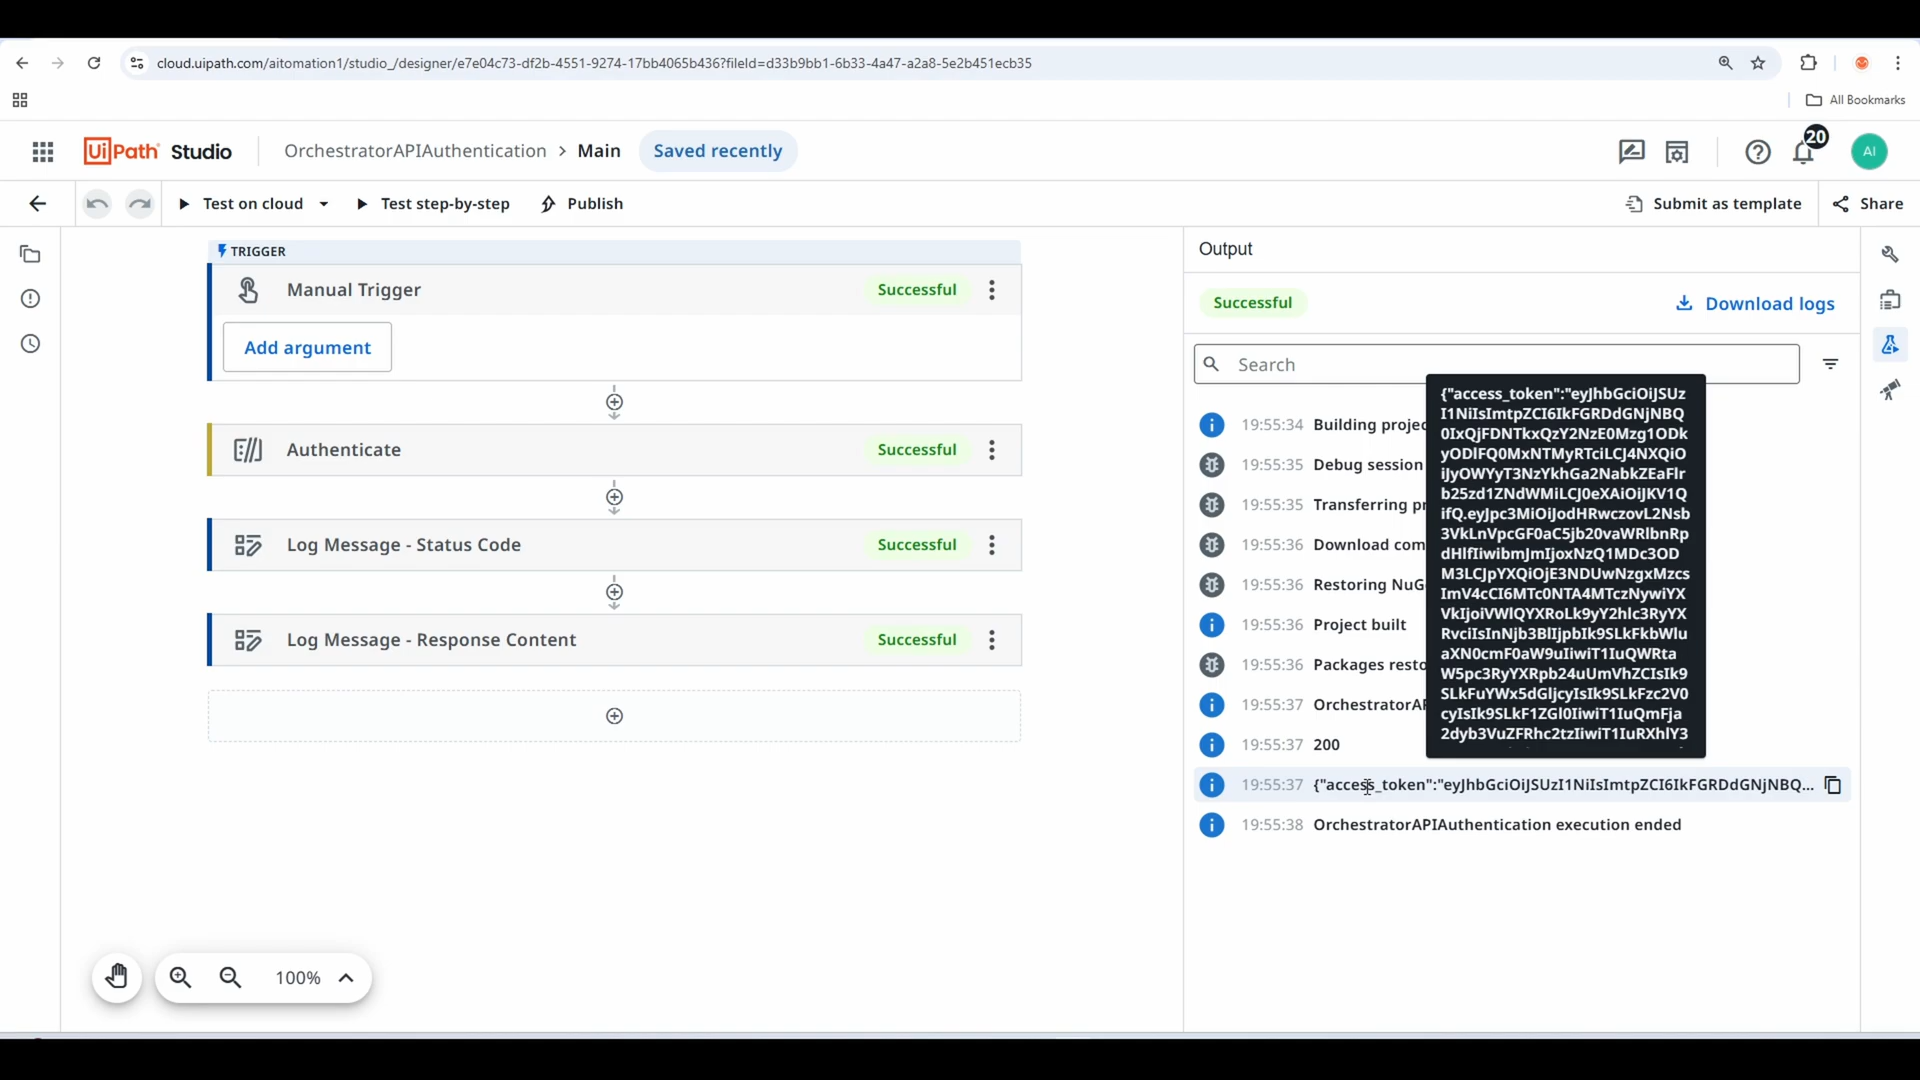 cloud.uipath.com/aitomation1/studio_/designer/e7e04c73-df2b-4551-9274-17bb4065b436?fileId=d33b9bb1-6b33-4a47-a2a8-5e2b451ecb35
All Bookmarks
UiPath Studio
OrchestratorAPIAuthentication > Main
Saved recently
20
AI
Test on cloud
Test step-by-step
Publish
Submit as template
Share
TRIGGER
Manual Trigger
Successful
Add argument
Authenticate
Successful
Log Message - Status Code
Successful
Log Message - Response Content
Successful
100%
Output
Successful
Download logs
Search
19:55:34 Building projec
19:55:35 Debug session
19:55:35 Transferring pr
19:55:36 Download com
19:55:36 Restoring NuG
19:55:36 Project built
19:55:36 Packages resto
19:55:37 OrchestratorAP
19:55:37 200
19:55:37 {"access_token":"eyJhbGciOiJSUzI1NiIsImtpZCI6IkFGRDdGNjNBQ...
19:55:38 OrchestratorAPIAuthentication execution ended
{"access_token":"eyJhbGciOiJSUz
I1NiIsImtpZCI6IkFGRDdGNjNBQ
0IxQjFDNTkxQzY2NzE0Mzg1ODk
yODlFQ0MxNTMyRTciLCJ4NXQiO
iJyOWYyT3NzYkhGa2NabkZEaFlr
b25zd1ZNdWMiLCJ0eXAiOiJKV1Q
ifQ.eyJpc3MiOiJodHRwczovL2Nsb
3VkLnVpcGF0aC5jb20vaWRlbnRp
dHlfIiwibmJmIjoxNzQ1MDc3OD
M3LCJpYXQiOjE3NDUwNzgxMzcs
ImV4cCI6MTc0NTA4MTczNywiYX
VkIjoiVWlQYXRoLk9yY2hlc3RyYX
RvciIsInNjb3BlIjpbIk9SLkFkbWlu
aXN0cmF0aW9uIiwiT1IuQWRta
W5pc3RyYXRpb24uUmVhZCIsIk9
SLkFuYWx5dGljcyIsIk9SLkFzc2V0
cyIsIk9SLkF1ZGl0IiwiT1IuQmFja
2dyb3VuZFRhc2tzIiwiT1IuRXhlY3